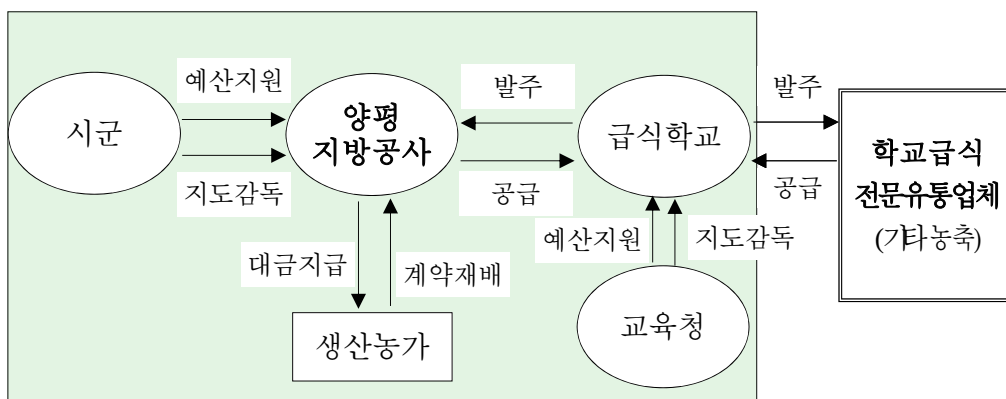 예산지원
발주
발주
시군
양평
지방공사
급식학교
학교급식
전문유통업체
(기타농축)
지도감독
공급
공급
예산지원
지도감독
대금지급
계약재배
생산농가
교육청